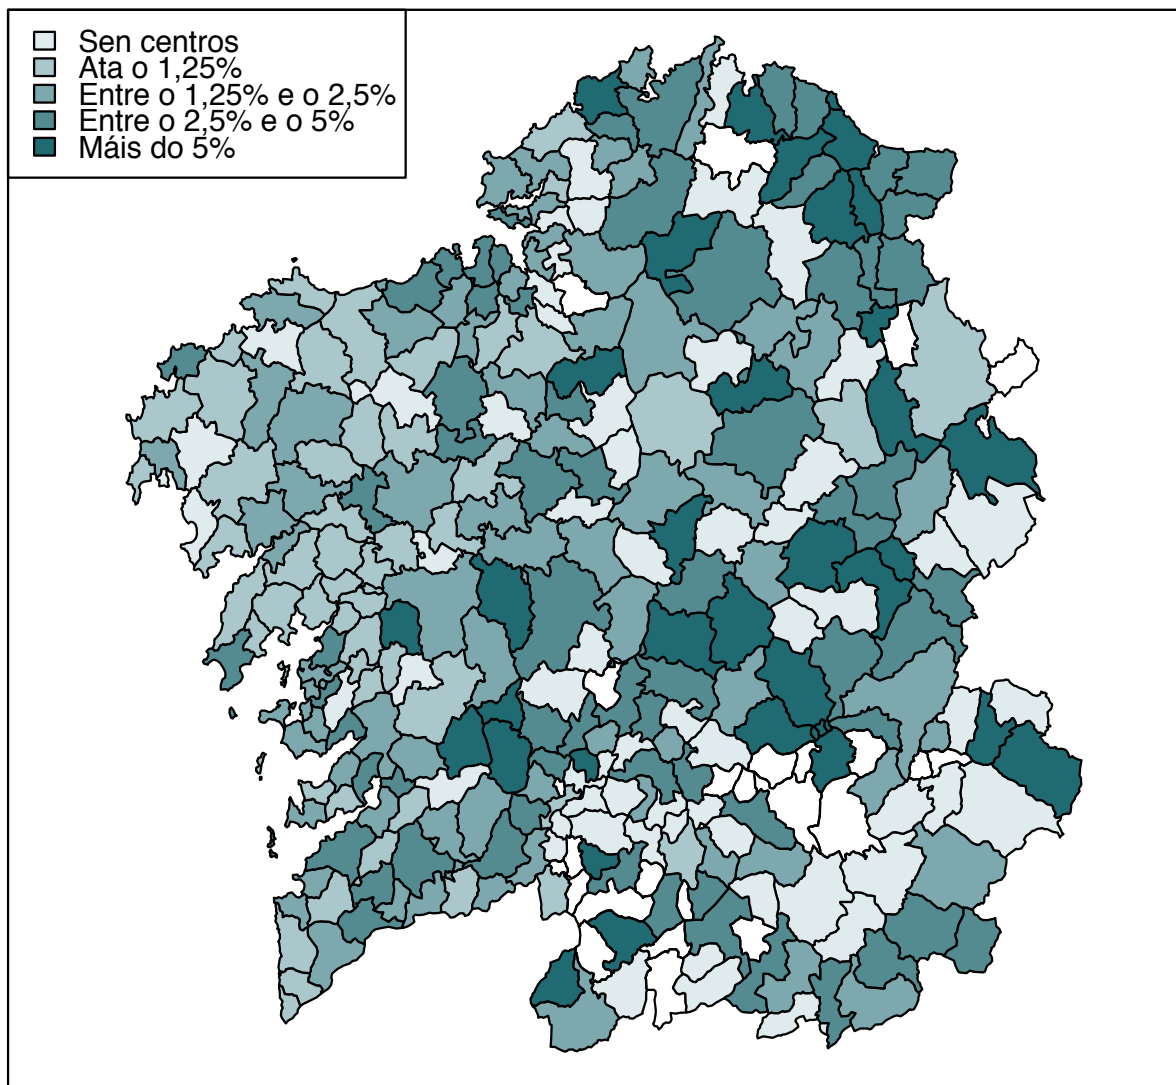 Sen centros
Ata o 1,25%
Entre o 1,25% e o 2,5%
Entre o 2,5% e o 5%
Máis do 5%